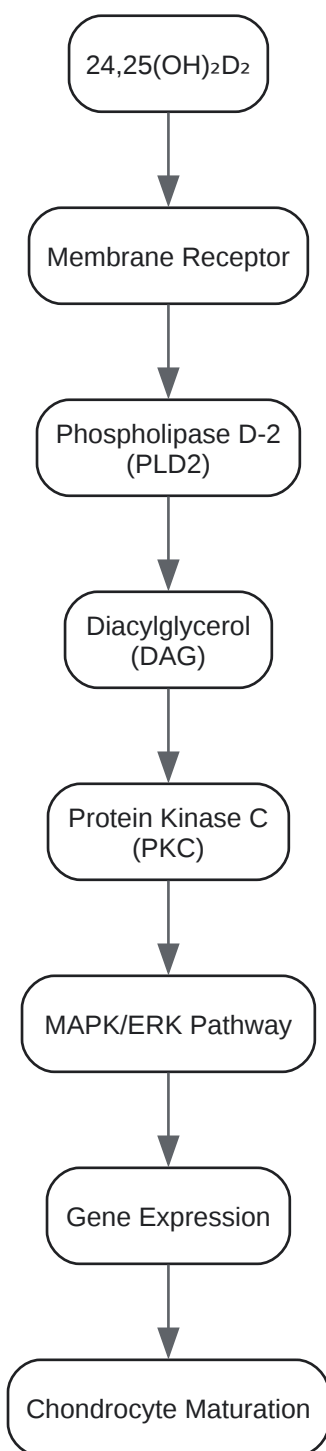 24,25(OH)₂D₂
Membrane Receptor
Phospholipase D-2
(PLD2)
Diacylglycerol
(DAG)
Protein Kinase C
(PKC)
MAPK/ERK Pathway
Gene Expression
Chondrocyte Maturation